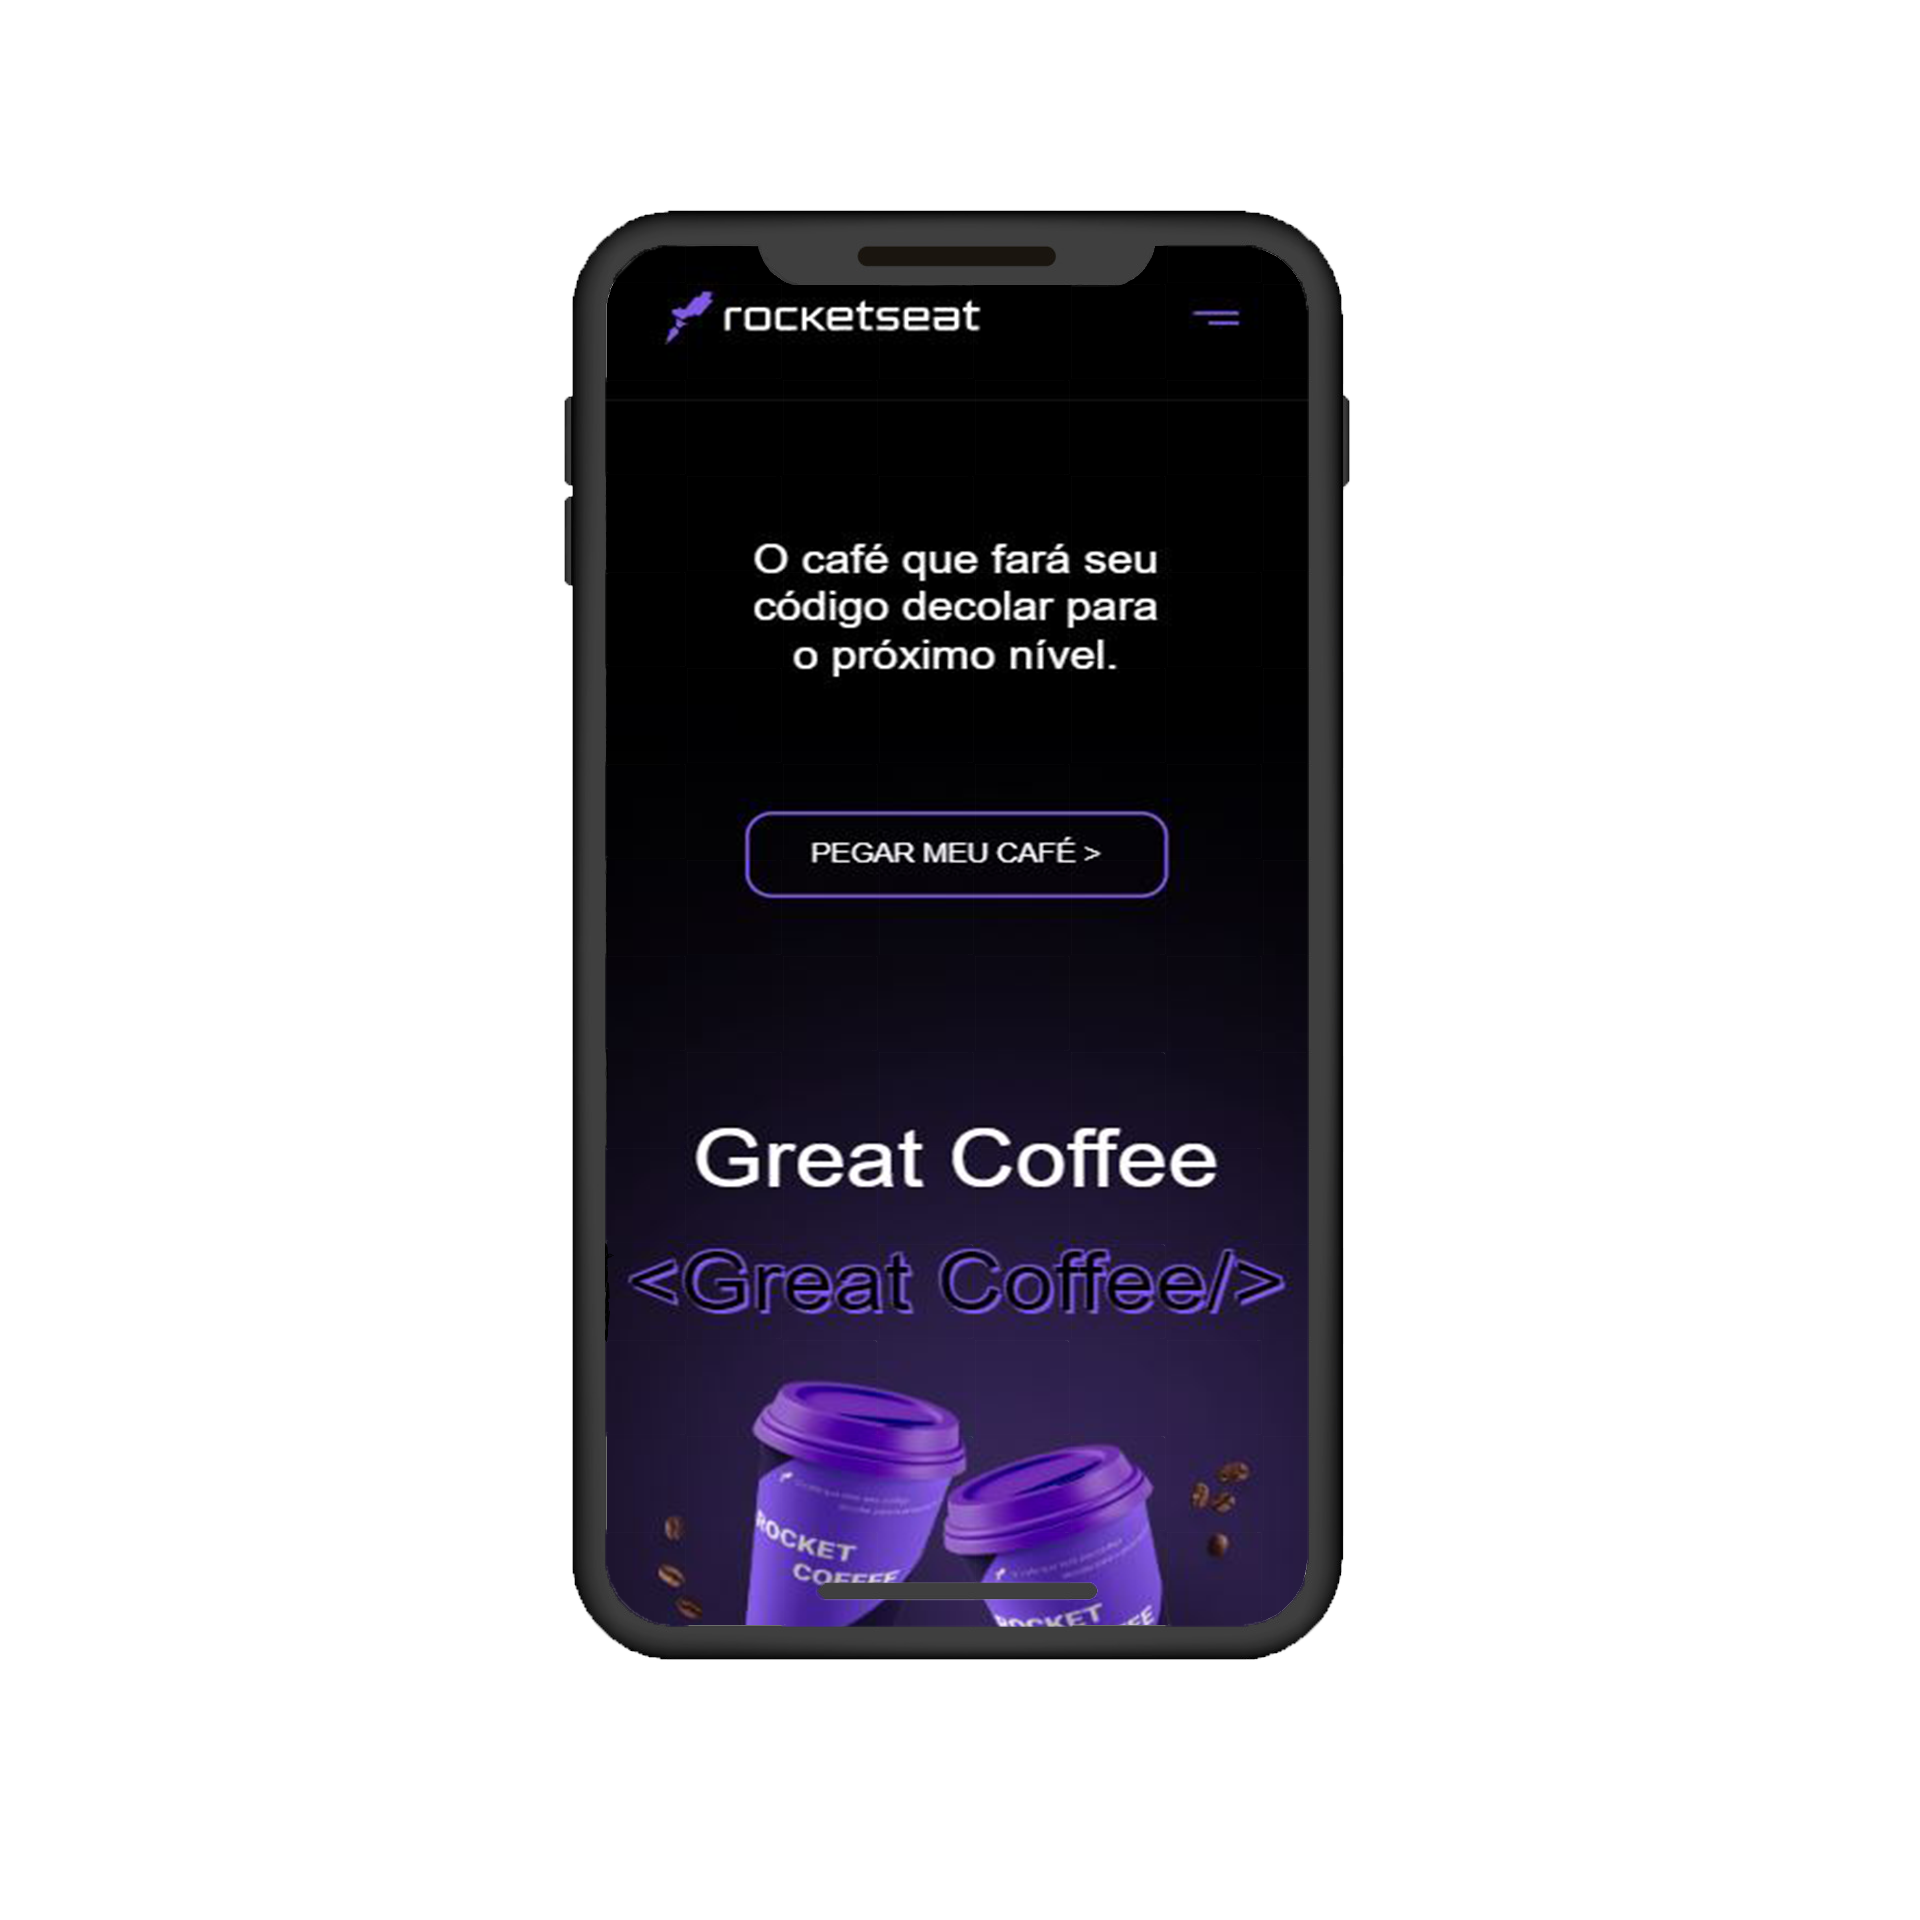 rocketseat
O café que fará seu
código decolar para
o próximo nível.
PEGAR MEU CAFÉ >
Great Coffee
<Great Coffee/>
ROCKET
COFFEE
ROCKET